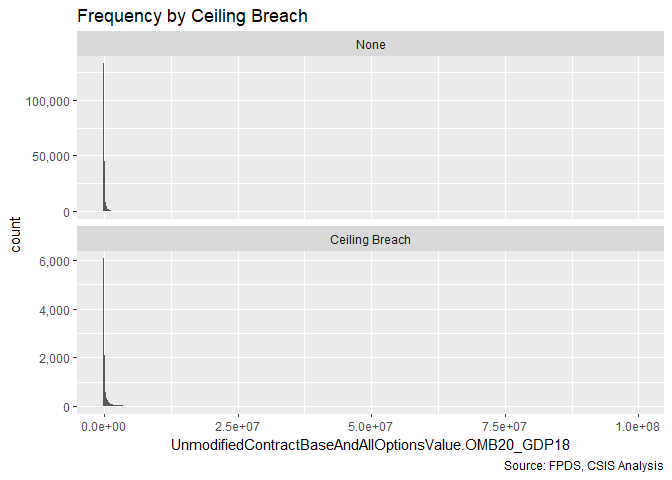 Frequency by Ceiling Breach
None
100,000
50,000
0
count
Ceiling Breach
6,000
4,000
2,000
0
0.0e+00 2.5e+07 5.0e+07 7.5e+07 1.0e+08
UnmodifiedContractBaseAndAllOptionsValue.OMB20_GDP18
Source: FPDS, CSIS Analysis